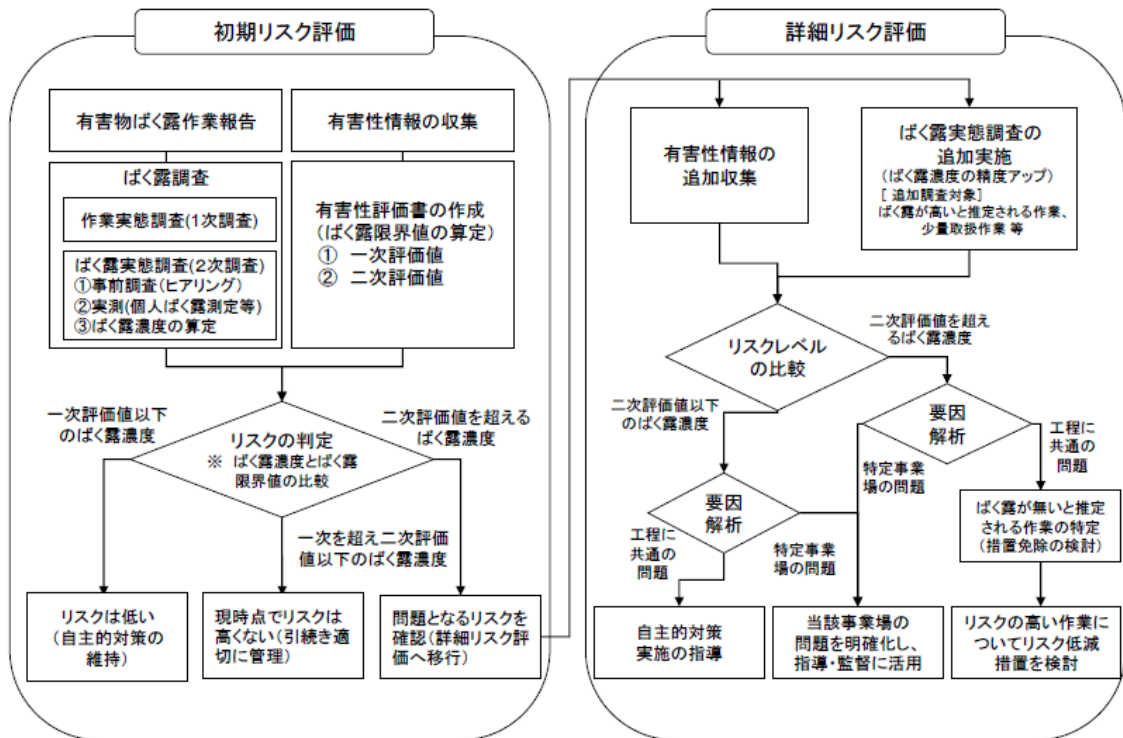 初期リスク評価
有害物ばく露作業報告
有害性情報の収集
ばく露調査
作業実態調査(1次調査)
ばく露実態調査(2次調査)
①事前調査(ヒアリング)
②実測(個人ばく露測定等)
③ばく露濃度の算定
有害性評価書の作成
(ばく露限界値の算定)
① 一次評価値
② 二次評価値
一次評価値以下
のばく露濃度
二次評価値を超える
ばく露濃度
リスクの判定
※ ばく露濃度とばく露
限界値の比較
一次を超え二次評価
値以下のばく露濃度
リスクは低い
(自主的対策の
維持)
現時点でリスクは
高くない(引続き適
切に管理)
問題となるリスクを
確認(詳細リスク評
価へ移行)
詳細リスク評価
有害性情報の
追加収集
ばく露実態調査の
追加実施
(ばく露濃度の精度アップ)
[ 追加調査対象]
ばく露が高いと推定される作業、
少量取扱作業 等
リスクレベル
の比較
二次評価値を超え
るばく露濃度
二次評価値以下
のばく露濃度
要因
解析
工程に
共通の
問題
特定事業
場の問題
ばく露が無いと推定
される作業の特定
(措置免除の検討)
要因
解析
工程に
共通の
問題
特定事業
場の問題
自主的対策
実施の指導
当該事業場の
問題を明確化し、
指導・監督に活用
リスクの高い作業に
ついてリスク低減
措置を検討